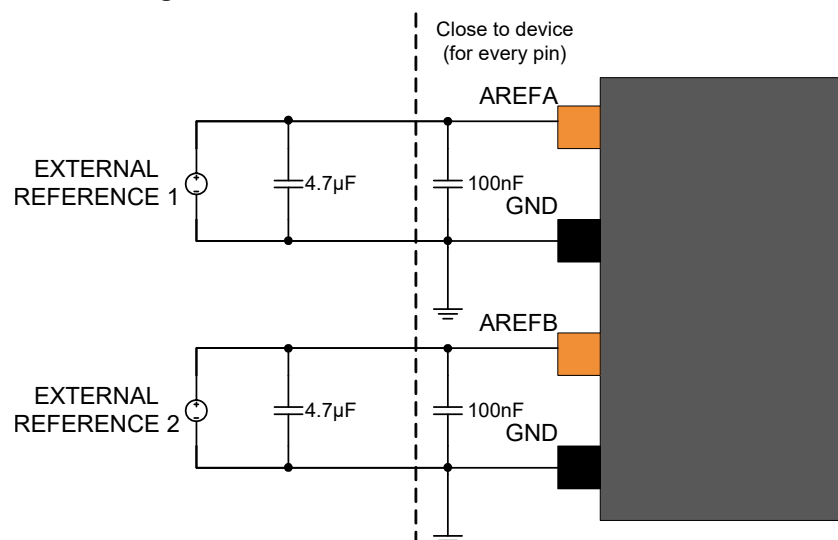 Close to device
(for every pin)
AREFA
EXTERNAL
REFERENCE 1
4.7µF
100nF
GND
AREFB
EXTERNAL
REFERENCE 2
4.7µF
100nF
GND